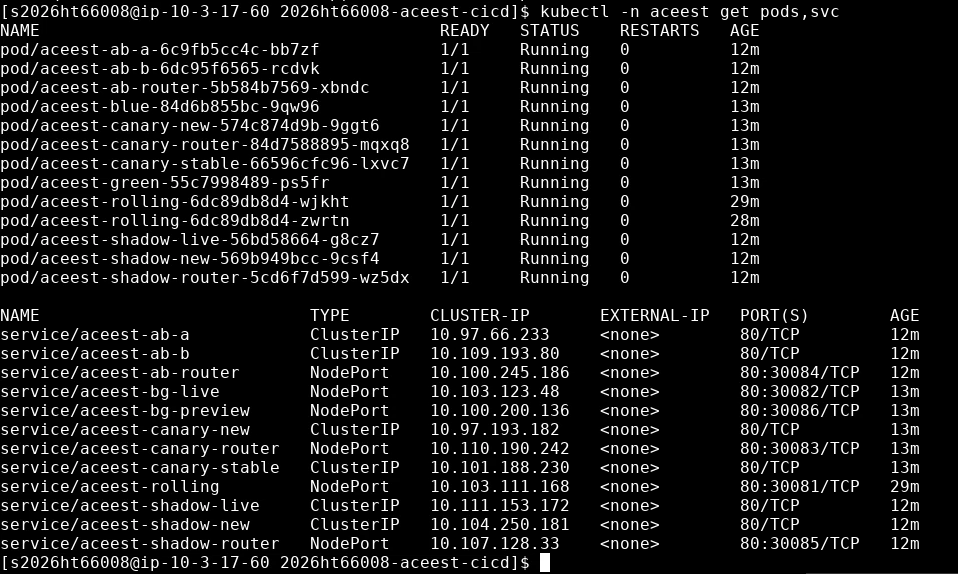 [s2026ht66008@ip-10-3-17-60 2026ht66008-aceest-cicd]$ kubectl -n aceest get pods,svc
NAME                                        READY   STATUS    RESTARTS   AGE
pod/aceest-ab-a-6c9fb5cc4c-bb7zf            1/1     Running   0          12m
pod/aceest-ab-b-6dc95f6565-rcdvk            1/1     Running   0          12m
pod/aceest-ab-router-5b584b7569-xbndc       1/1     Running   0          12m
pod/aceest-blue-84d6b855bc-9qw96            1/1     Running   0          13m
pod/aceest-canary-new-574c874d9b-9ggt6      1/1     Running   0          13m
pod/aceest-canary-router-84d7588895-mqxq8   1/1     Running   0          13m
pod/aceest-canary-stable-66596cfc96-lxvc7   1/1     Running   0          13m
pod/aceest-green-55c7998489-ps5fr           1/1     Running   0          13m
pod/aceest-rolling-6dc89db8d4-wjkht         1/1     Running   0          29m
pod/aceest-rolling-6dc89db8d4-zwrtn         1/1     Running   0          28m
pod/aceest-shadow-live-56bd58664-g8cz7      1/1     Running   0          12m
pod/aceest-shadow-new-569b949bcc-9csf4      1/1     Running   0          12m
pod/aceest-shadow-router-5cd6f7d599-wz5dx   1/1     Running   0          12m
NAME                           TYPE        CLUSTER-IP       EXTERNAL-IP   PORT(S)        AGE
service/aceest-ab-a            ClusterIP   10.97.66.233     <none>        80/TCP         12m
service/aceest-ab-b            ClusterIP   10.109.193.80    <none>        80/TCP         12m
service/aceest-ab-router       NodePort    10.100.245.186   <none>        80:30084/TCP   12m
service/aceest-bg-live         NodePort    10.103.123.48    <none>        80:30082/TCP   13m
service/aceest-bg-preview      NodePort    10.100.200.136   <none>        80:30086/TCP   13m
service/aceest-canary-new      ClusterIP   10.97.193.182    <none>        80/TCP         13m
service/aceest-canary-router   NodePort    10.110.190.242   <none>        80:30083/TCP   13m
service/aceest-canary-stable   ClusterIP   10.101.188.230   <none>        80/TCP         13m
service/aceest-rolling         NodePort    10.103.111.168   <none>        80:30081/TCP   29m
service/aceest-shadow-live     ClusterIP   10.111.153.172   <none>        80/TCP         12m
service/aceest-shadow-new      ClusterIP   10.104.250.181   <none>        80/TCP         12m
service/aceest-shadow-router   NodePort    10.107.128.33    <none>        80:30085/TCP   12m
[s2026ht66008@ip-10-3-17-60 2026ht66008-aceest-cicd]$